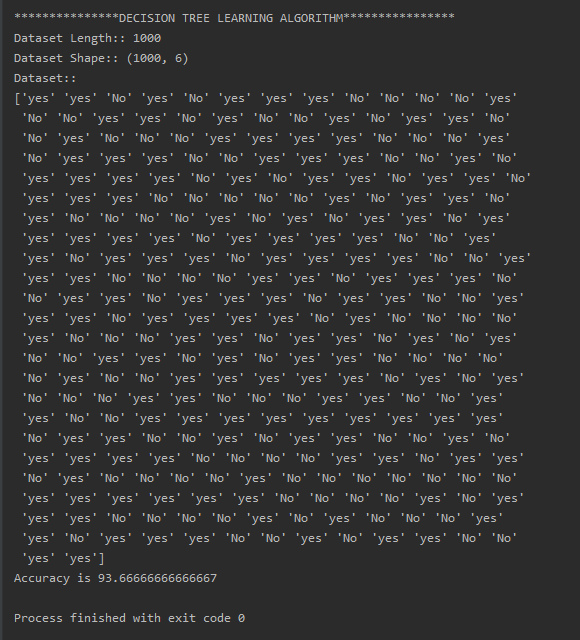 ***************DECISION TREE LEARNING ALGORITHM****************
Dataset Length:: 1000
Dataset Shape:: (1000, 6)
Dataset::
['yes' 'yes' 'No' 'yes' 'No' 'yes' 'yes' 'yes' 'No' 'No' 'No' 'No' 'yes'
 'No' 'No' 'yes' 'yes' 'No' 'yes' 'No' 'No' 'yes' 'No' 'yes' 'yes' 'No'
 'No' 'yes' 'No' 'No' 'No' 'yes' 'yes' 'yes' 'yes' 'No' 'No' 'No' 'yes'
 'No' 'yes' 'yes' 'yes' 'No' 'No' 'yes' 'yes' 'yes' 'No' 'No' 'yes' 'No'
 'yes' 'yes' 'yes' 'yes' 'No' 'yes' 'No' 'yes' 'yes' 'No' 'yes' 'yes' 'No'
 'yes' 'yes' 'yes' 'No' 'No' 'No' 'No' 'No' 'yes' 'No' 'yes' 'yes' 'No'
 'yes' 'No' 'No' 'No' 'No' 'yes' 'No' 'yes' 'No' 'yes' 'yes' 'No' 'yes'
 'yes' 'yes' 'yes' 'yes' 'No' 'yes' 'yes' 'yes' 'yes' 'No' 'No' 'yes'
 'yes' 'No' 'yes' 'yes' 'yes' 'No' 'yes' 'yes' 'yes' 'yes' 'No' 'No' 'yes'
 'yes' 'yes' 'No' 'No' 'No' 'No' 'yes' 'yes' 'No' 'yes' 'yes' 'yes' 'No'
 'No' 'yes' 'yes' 'No' 'yes' 'yes' 'yes' 'No' 'yes' 'yes' 'No' 'No' 'yes'
 'yes' 'yes' 'No' 'yes' 'yes' 'yes' 'yes' 'No' 'yes' 'No' 'No' 'No' 'No'
 'yes' 'No' 'No' 'No' 'yes' 'yes' 'No' 'yes' 'yes' 'No' 'yes' 'No' 'yes'
 'No' 'No' 'yes' 'yes' 'No' 'yes' 'No' 'yes' 'yes' 'No' 'No' 'No' 'No'
 'No' 'yes' 'No' 'No' 'yes' 'yes' 'yes' 'yes' 'yes' 'yes' 'No' 'No' 'yes'
 'No' 'No' 'No' 'yes' 'yes' 'No' 'No' 'No' 'yes' 'yes' 'No' 'No' 'yes'
 'yes' 'No' 'No' 'yes' 'yes' 'yes' 'yes' 'yes' 'yes' 'yes' 'yes' 'yes'
 'No' 'yes' 'yes' 'No' 'No' 'yes' 'No' 'yes' 'yes' 'No' 'No' 'yes' 'No'
 'yes' 'yes' 'yes' 'yes' 'No' 'No' 'No' 'yes' 'yes' 'yes' 'No' 'yes' 'yes'
 'No' 'yes' 'No' 'No' 'No' 'yes' 'No' 'No' 'No' 'No' 'No' 'No' 'No'
 'yes' 'yes' 'yes' 'yes' 'yes' 'yes' 'No' 'No' 'No' 'No' 'yes' 'No' 'yes'
 'yes' 'yes' 'No' 'No' 'No' 'No' 'yes' 'No' 'yes' 'No' 'No' 'No' 'yes'
 'yes' 'No' 'yes' 'yes' 'yes' 'No' 'No' 'yes' 'No' 'yes' 'yes' 'No' 'No'
 'yes' 'yes']
Accuracy is 93.66666666666667
Process finished with exit code 0